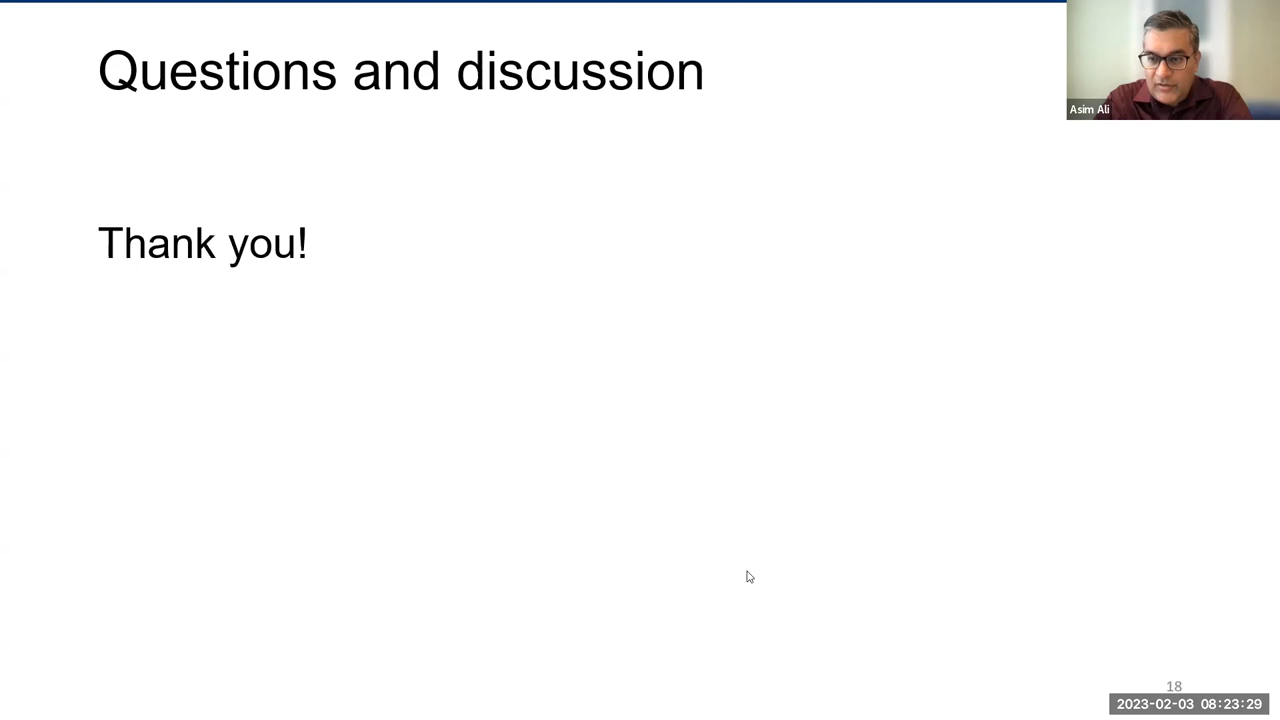 Questions and discussion
Asim Ali
Thank you!
18
2023-02-03 08:23:29